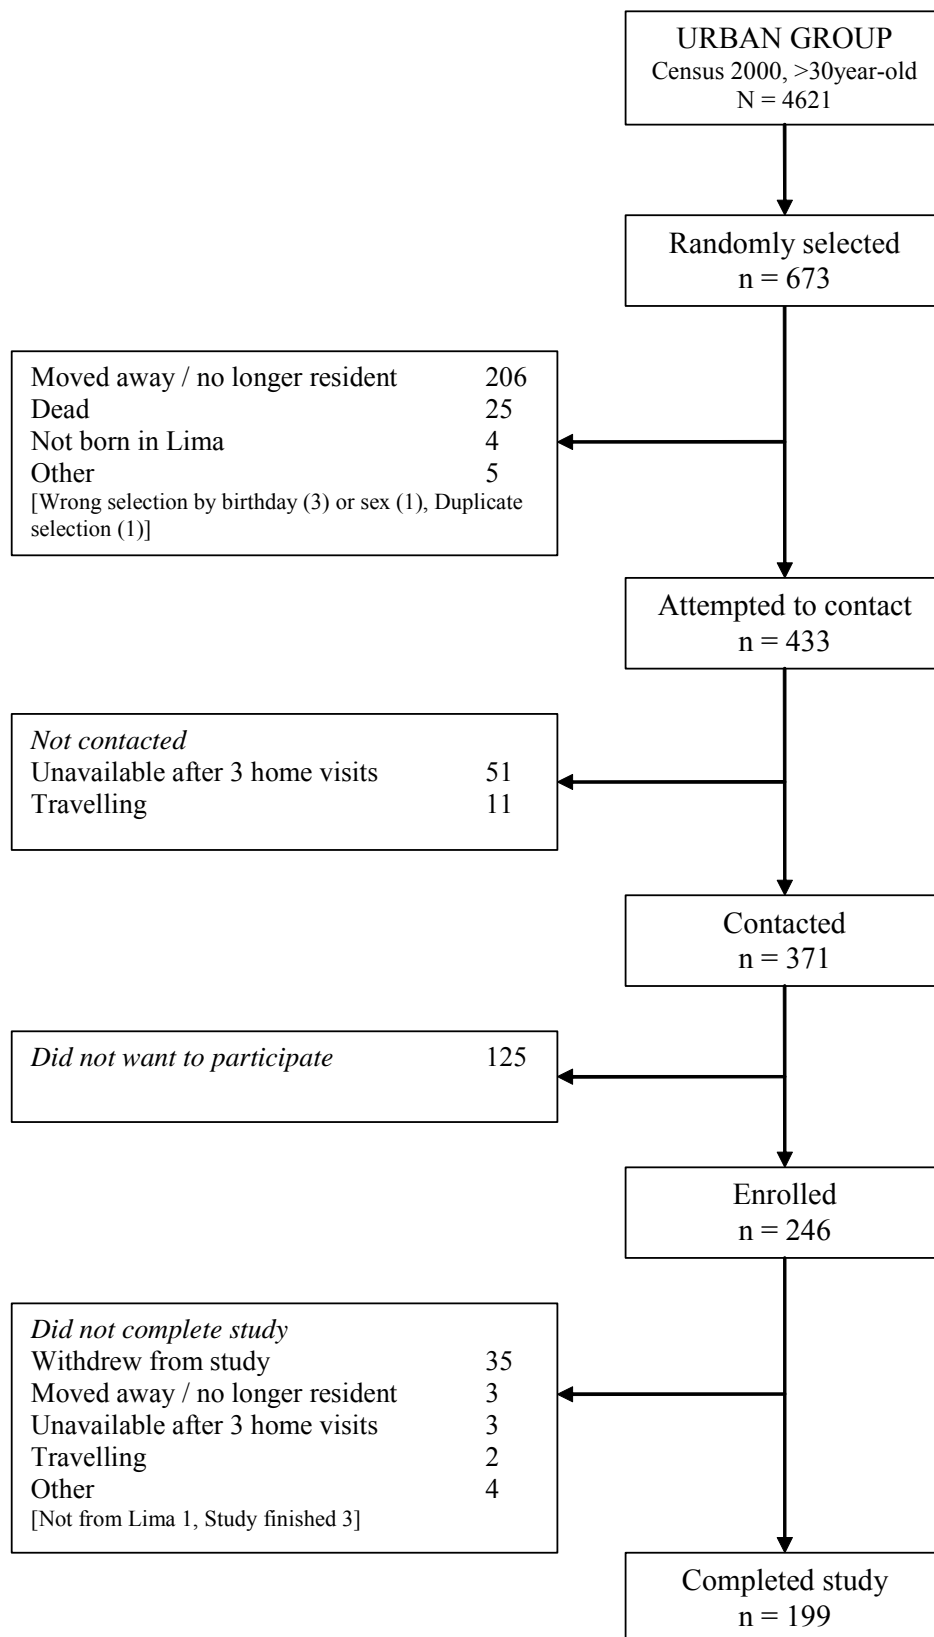 URBAN GROUP
Census 2000, >30year-old
N = 4621
Randomly selected
n = 673
Moved away / no longer resident 206
Dead 25
Not born in Lima 4
Other 5
[Wrong selection by birthday (3) or sex (1), Duplicate
selection (1)]
Attempted to contact
n = 433
Not contacted
Unavailable after 3 home visits 51
Travelling 11
Contacted
n = 371
Did not want to participate 125
Enrolled
n = 246
Did not complete study
Withdrew from study 35
Moved away / no longer resident 3
Unavailable after 3 home visits 3
Travelling 2
Other 4
[Not from Lima 1, Study finished 3]
Completed study
n = 199